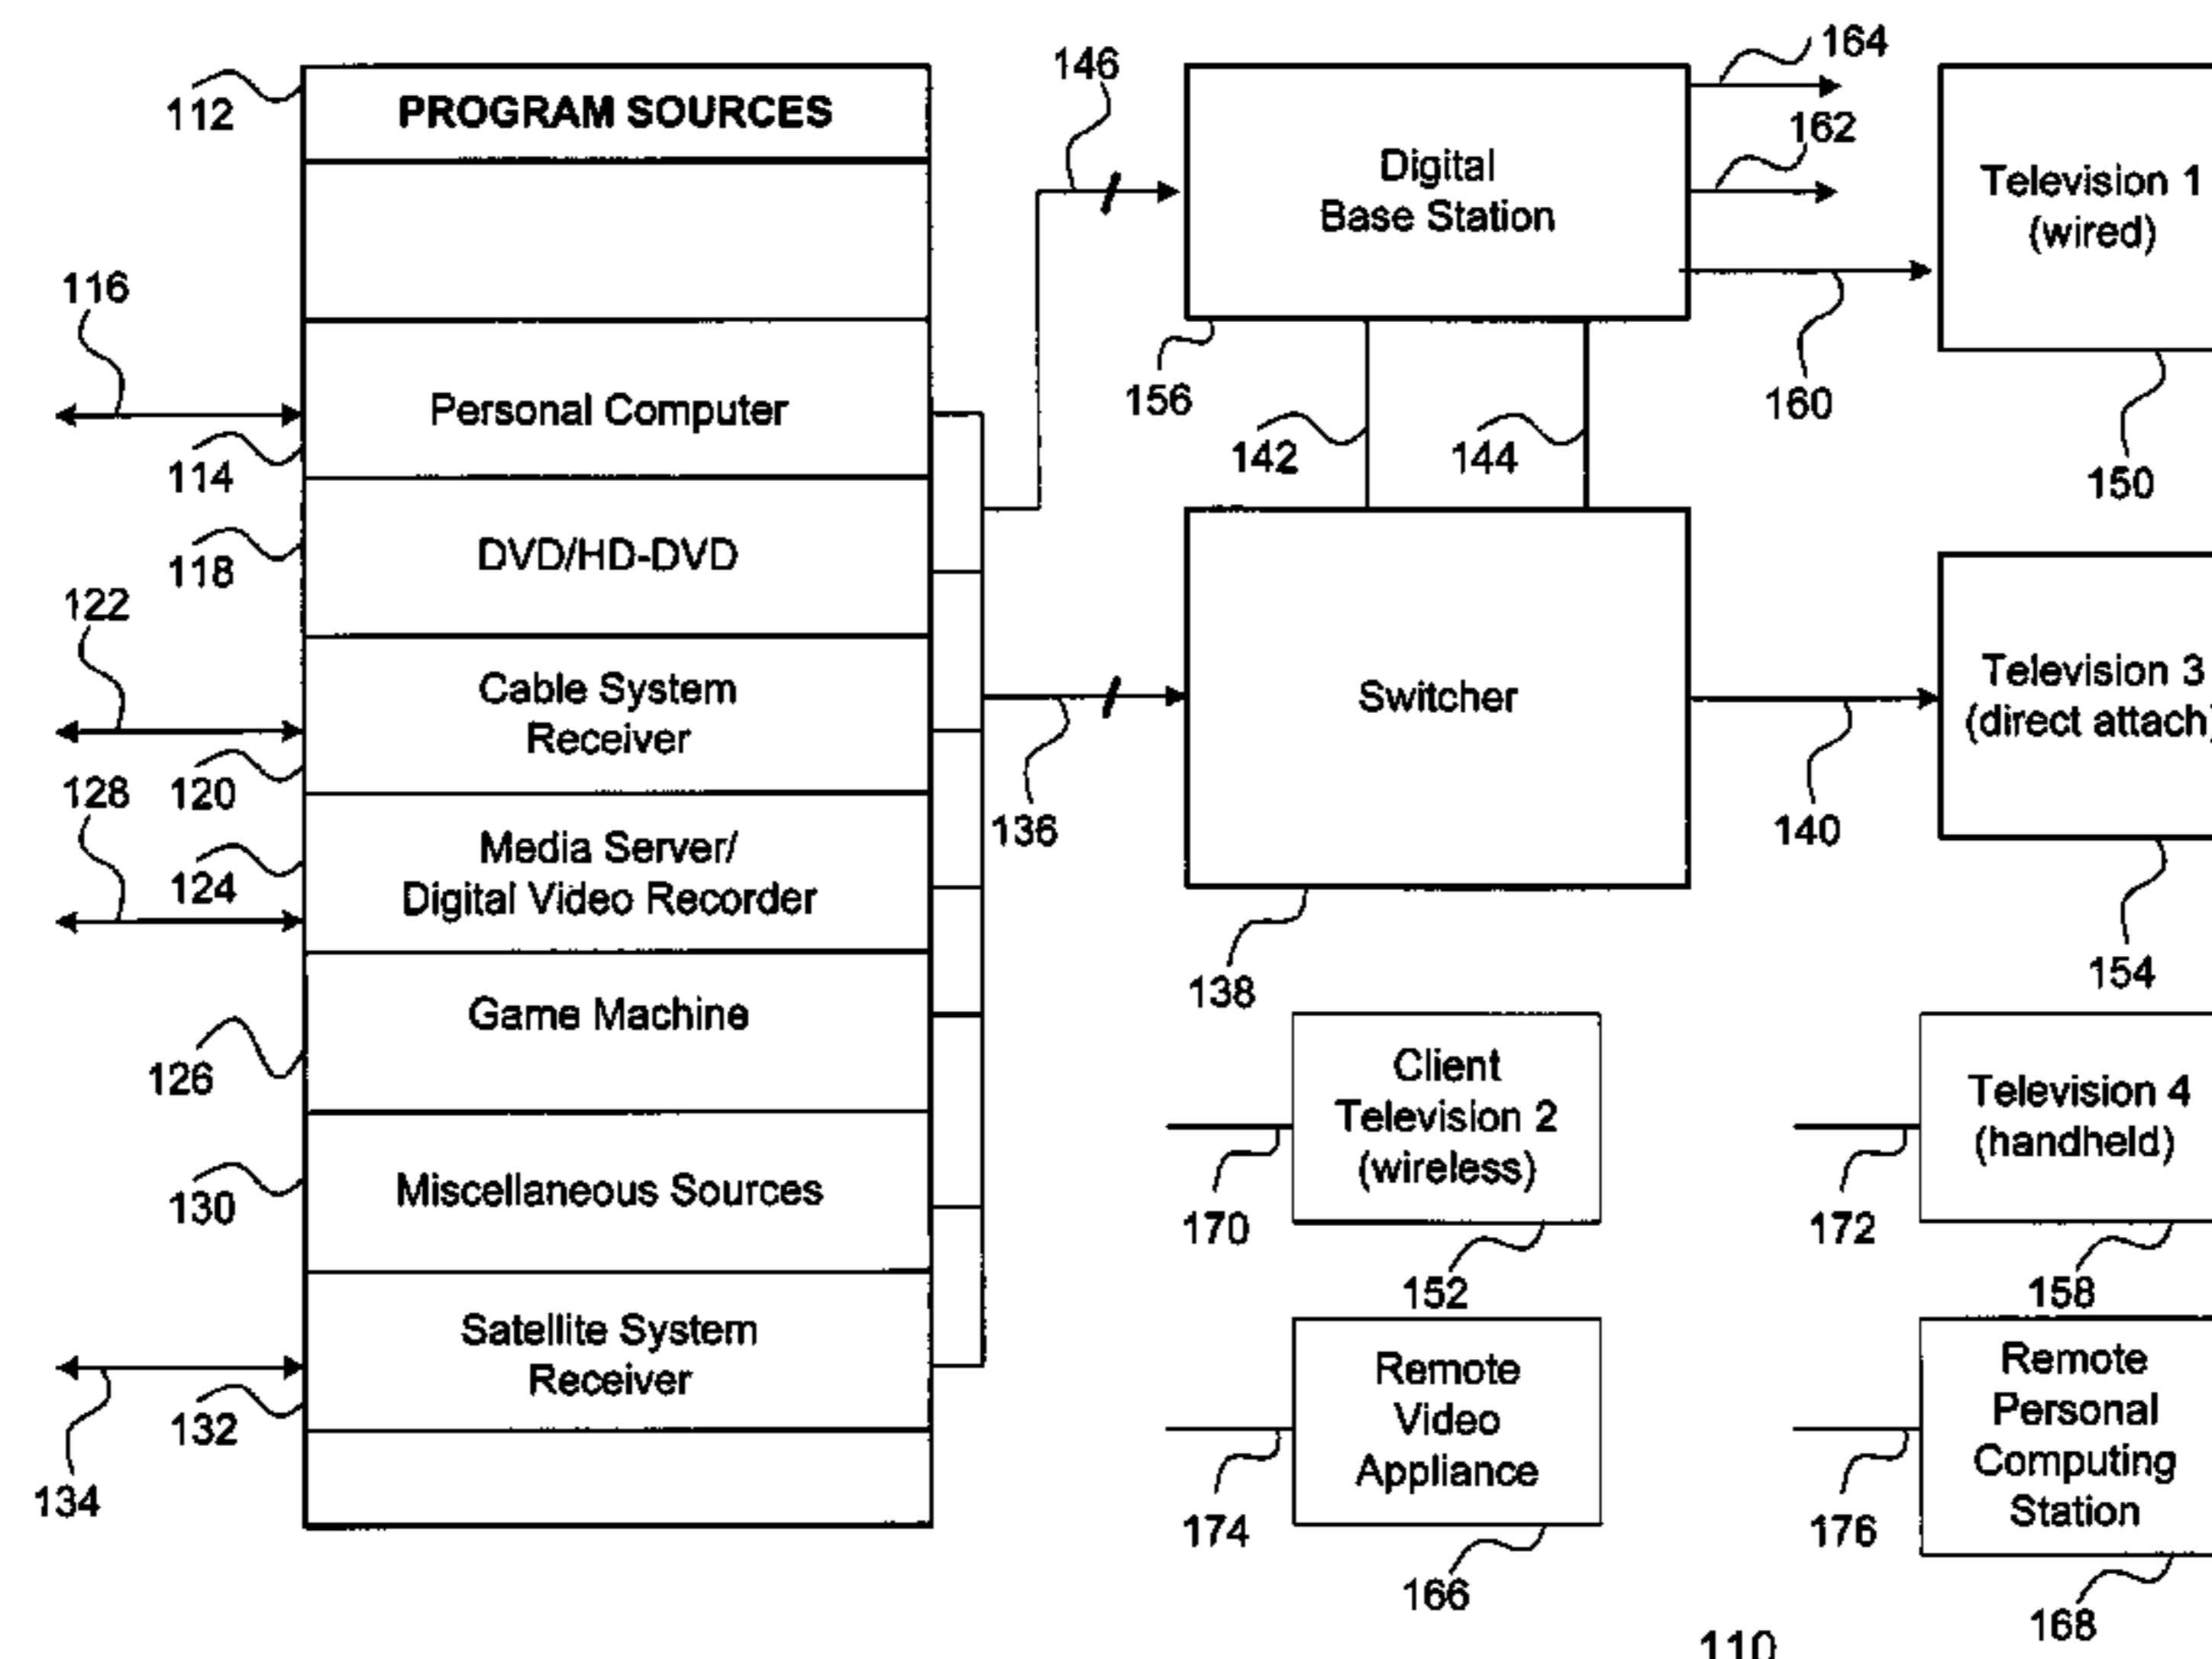 112
PROGRAM SOURCES
116
114
Personal Computer
118
DVD/HD-DVD
122
120
Cable System
Receiver
128
124
Media Server/
Digital Video Recorder
126
Game Machine
130
Miscellaneous Sources
134
132
Satellite System
Receiver
146
136
Digital
Base Station
156
142
144
164
162
160
Television 1
(wired)
150
Switcher
138
140
Television 3
(direct attach)
154
Client
Television 2
(wireless)
170
152
Television 4
(handheld)
172
158
Remote
Video
Appliance
174
166
Remote
Personal
Computing
Station
176
168
110